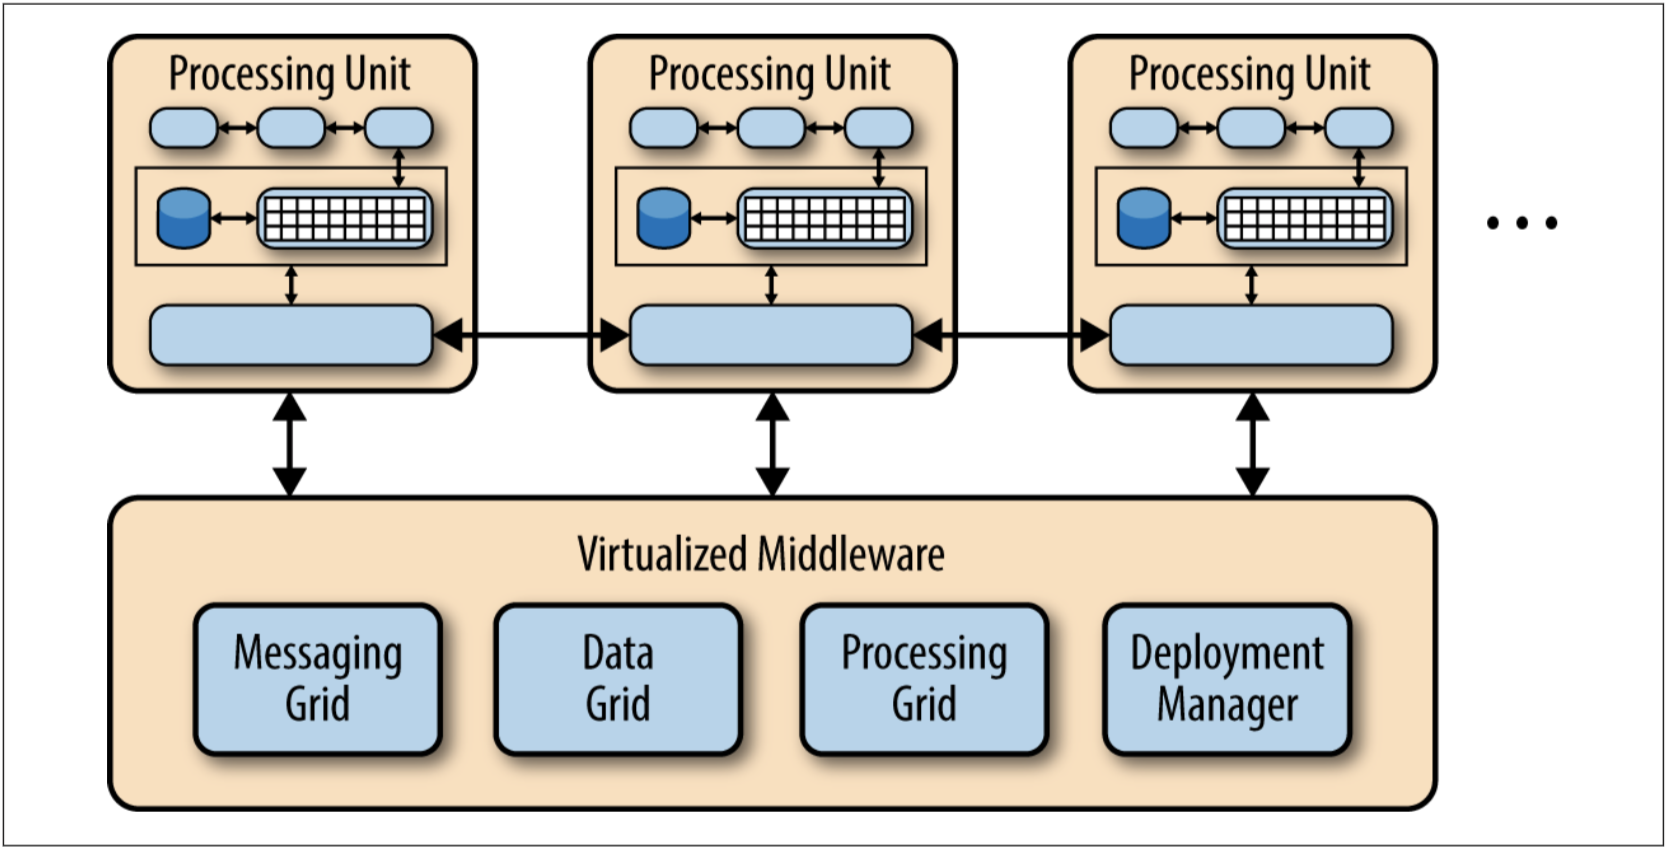 Processing Unit
Processing Unit
Processing Unit
...
Virtualized Middleware
Messaging
Grid
Data
Grid
Processing
Grid
Deployment
Manager